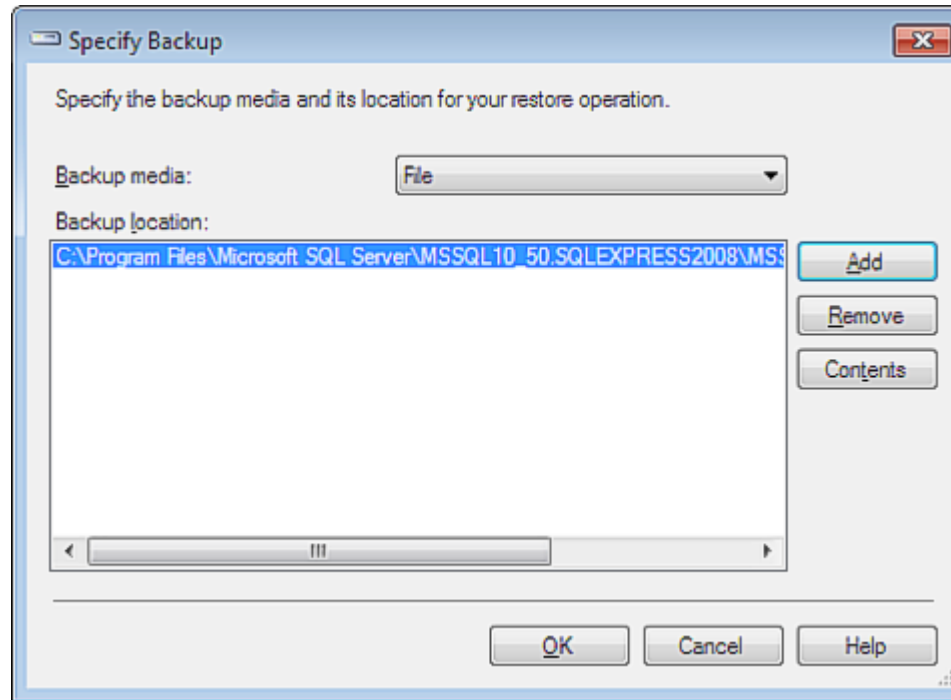 Specify Backup
Specify the backup media and its location for your restore operation.
Backup media:
File
Backup location:
C:\Program Files\Microsoft SQL Server\MSSQL10_50.SQLEXPRESS2008\MSS
Add
Remove
Contents
OK
Cancel
Help